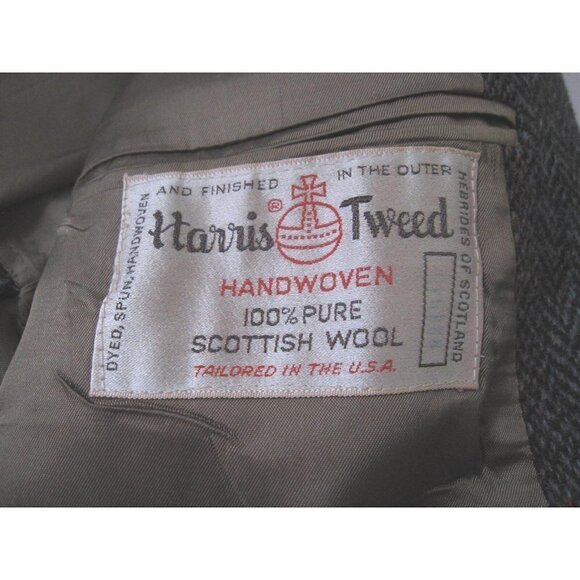 DYED, SPUN, HANDWOVEN
AND FINISHED
IN THE OUTER
HEBRIDES OF SCOTLAND
Harris® Tweed
HANDWOVEN
100% PURE
SCOTTISH WOOL
TAILORED IN THE U.S.A.